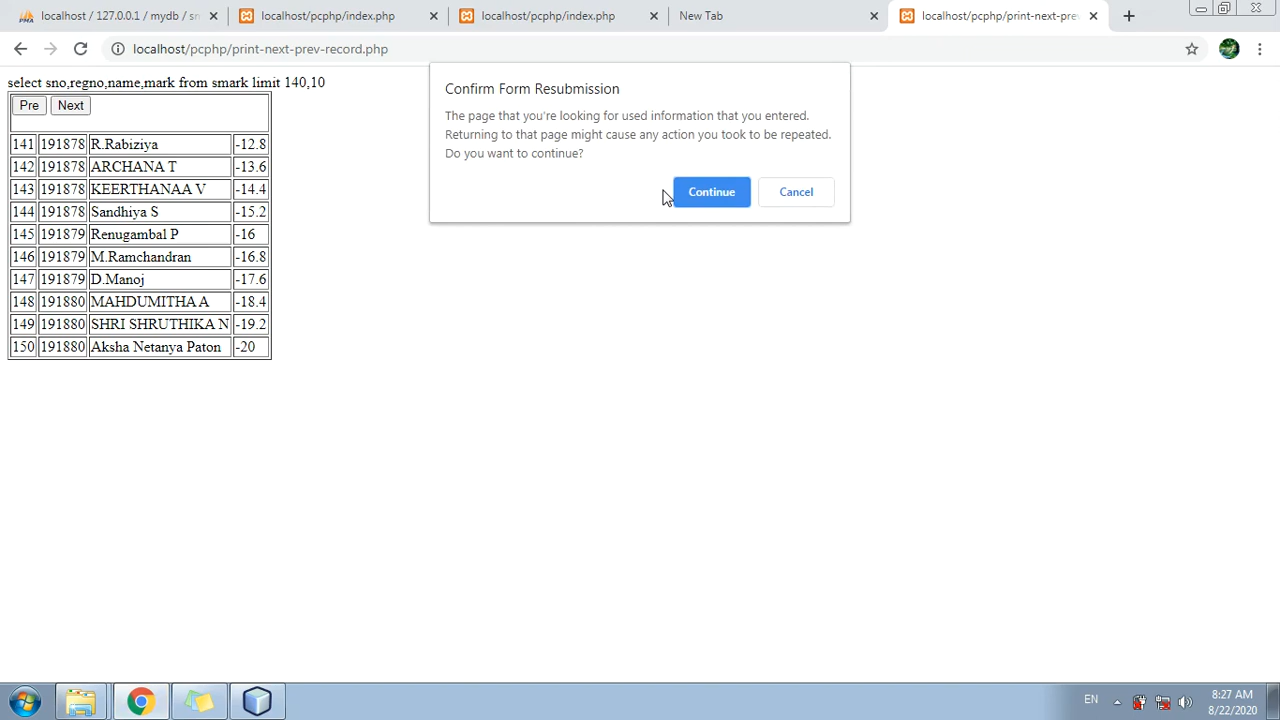 localhost / 127.0.0.1 / mydb / sn
localhost/pcphp/index.php
localhost/pcphp/index.php
New Tab
localhost/pcphp/print-next-prev
localhost/pcphp/print-next-prev-record.php
select sno,regno,name,mark from smark limit 140,10
Pre Next
141 191878 R.Rabiziya -12.8
142 191878 ARCHANA T -13.6
143 191878 KEERTHANAA V -14.4
144 191878 Sandhiya S -15.2
145 191879 Renugambal P -16
146 191879 M.Ramchandran -16.8
147 191879 D.Manoj -17.6
148 191880 MAHDUMITHA A -18.4
149 191880 SHRI SHRUTHIKA N -19.2
150 191880 Aksha Netanya Paton -20
Confirm Form Resubmission
The page that you're looking for used information that you entered.
Returning to that page might cause any action you took to be repeated.
Do you want to continue?
Continue Cancel
EN
8:27 AM
8/22/2020